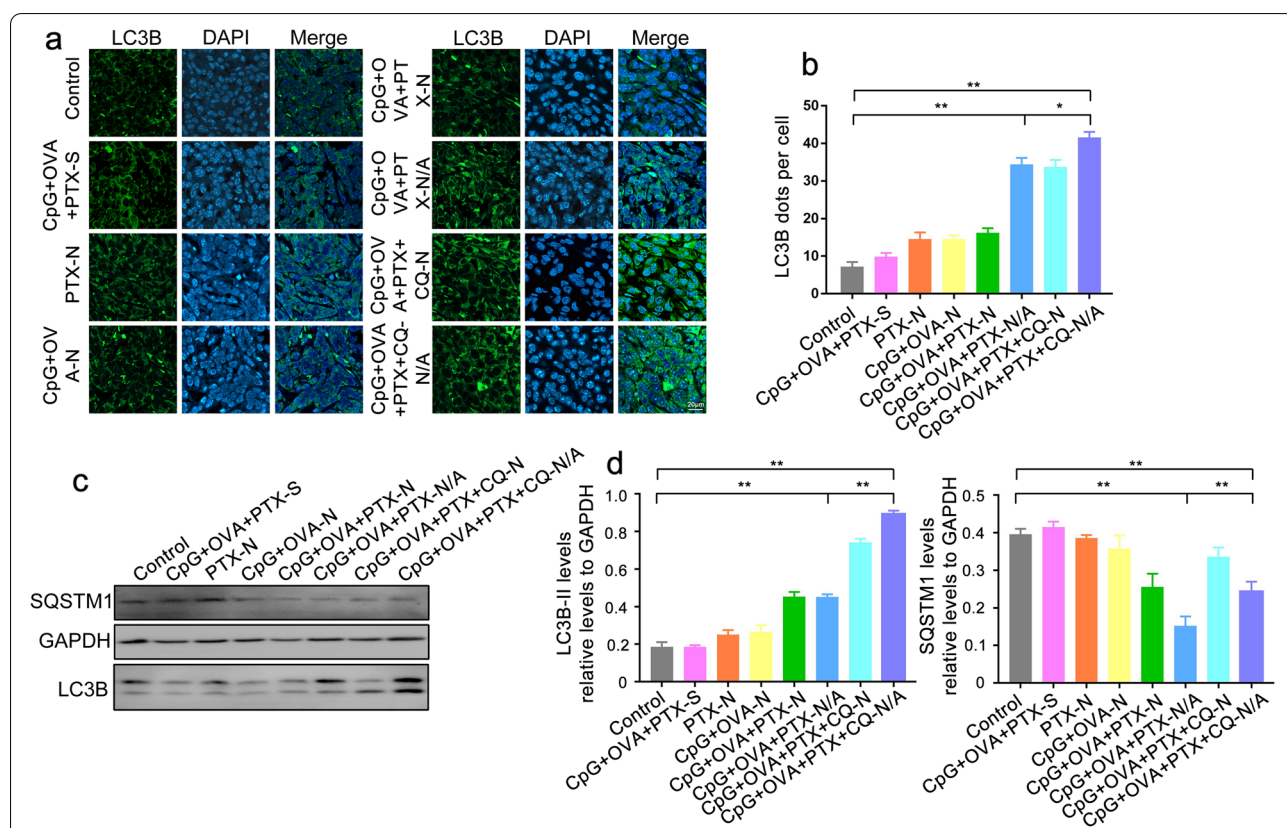 a
LC3B DAPI Merge LC3B DAPI Merge
Control
CpG+OVA
+PTX-S
PTX-N
CpG+OV
A-N
CpG+O
VA+PT
X-N
CpG+O
VA+PT
X-N/A
CpG+OV
A+PTX+
CQ-N
CpG+OVA
+PTX+CQ-
N/A
20μm
b
LC3B dots per cell
50
40
30
20
10
0
**
**
*
Control
CpG+OVA+PTX-S
PTX-N
CpG+OVA-N
CpG+OVA+PTX-N
CpG+OVA+PTX-N/A
CpG+OVA+PTX+CQ-N
CpG+OVA+PTX+CQ-N/A
c
Control
CpG+OVA+PTX-S
PTX-N
CpG+OVA-N
CpG+OVA+PTX-N
CpG+OVA+PTX-N/A
CpG+OVA+PTX+CQ-N
CpG+OVA+PTX+CQ-N/A
SQSTM1
GAPDH
LC3B
d
LC3B-II levels
relative levels to GAPDH
1.0
0.8
0.6
0.4
0.2
0
**
**
**
Control
CpG+OVA+PTX-S
PTX-N
CpG+OVA-N
CpG+OVA+PTX-N
CpG+OVA+PTX-N/A
CpG+OVA+PTX+CQ-N
CpG+OVA+PTX+CQ-N/A
SQSTM1 levels
relative levels to GAPDH
0.5
0.4
0.3
0.2
0.1
0
**
**
**
Control
CpG+OVA+PTX-S
PTX-N
CpG+OVA-N
CpG+OVA+PTX-N
CpG+OVA+PTX-N/A
CpG+OVA+PTX+CQ-N
CpG+OVA+PTX+CQ-N/A